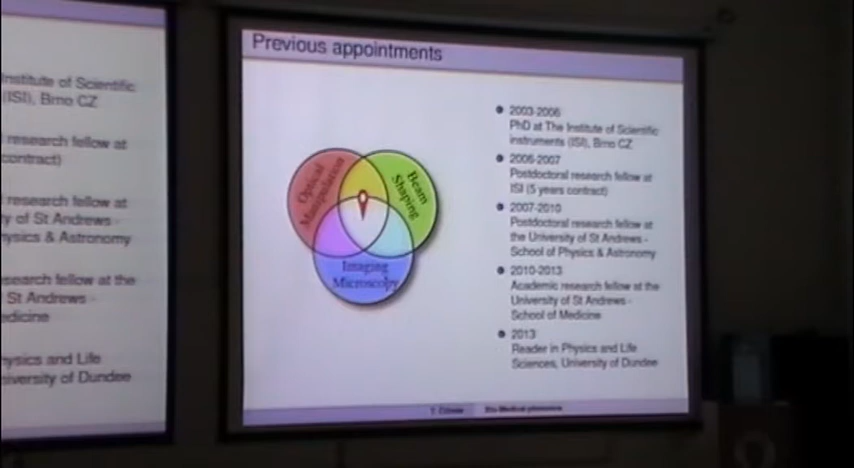 Institute of Scientific
(ISI), Brno CZ
research fellow at
contract)
research fellow at
y of St Andrews -
hysics & Astronomy
search fellow at the
St Andrews -
edicine
hysics and Life
niversity of Dundee
Previous appointments
Optical
Manipulation
Beam
Shaping
Imaging
Microscopy
2003-2006
PhD at The Institute of Scientific
instruments (ISI), Brno CZ
2006-2007
Postdoctoral research fellow at
ISI (5 years contract)
2007-2010
Postdoctoral research fellow at
the University of St Andrews -
School of Physics & Astronomy
2010-2013
Academic research fellow at the
University of St Andrews -
School of Medicine
2013
Reader in Physics and Life
Sciences, University of Dundee